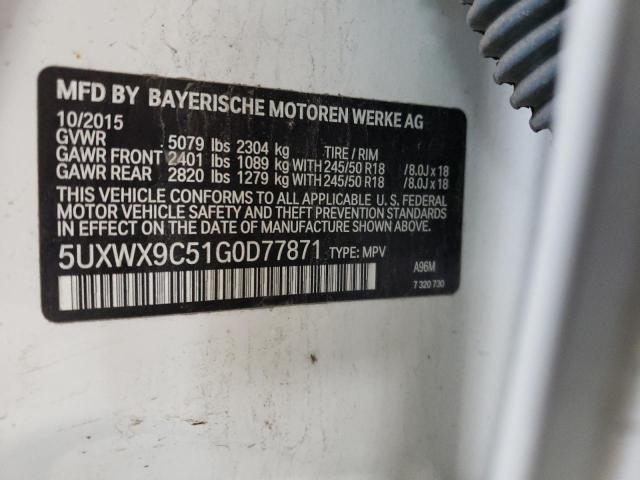 MFD BY BAYERISCHE MOTOREN WERKE AG
10/2015
GVWR 5079 lbs 2304 kg TIRE / RIM
GAWR FRONT 2401 lbs 1089 kg WITH 245/50 R18 / 8.0J x 18
GAWR REAR 2820 lbs 1279 kg WITH 245/50 R18 / 8.0J x 18
THIS VEHICLE CONFORMS TO ALL APPLICABLE U. S. FEDERAL
MOTOR VEHICLE SAFETY AND THEFT PREVENTION STANDARDS
IN EFFECT ON THE DATE OF MANUFACTURE SHOWN ABOVE.
5UXWX9C51G0D77871 TYPE: MPV
A96M
7 320 730